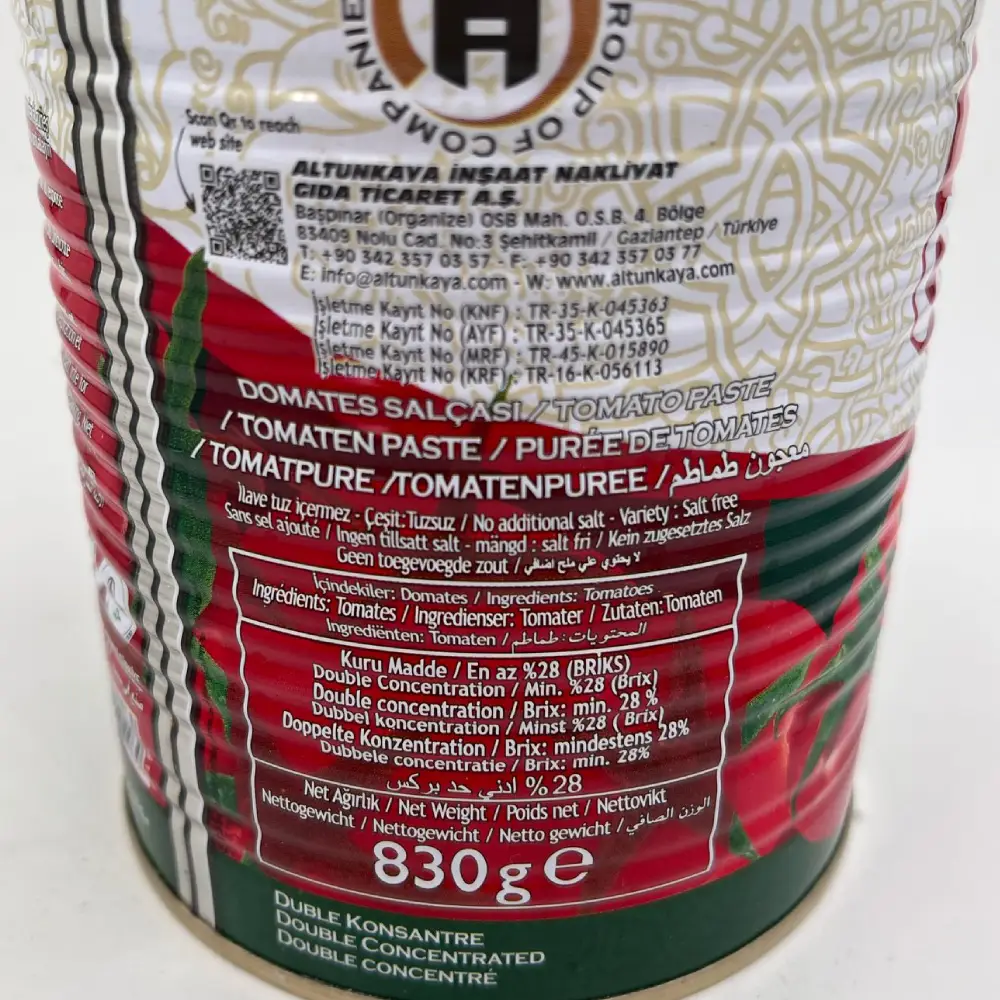 GROUP OF COMPANIE
Scan Qr to reach
web site
ALTUNKAYA İNŞAAT NAKLİYAT
GIDA TİCARET A.S.
Başpınar (Organize) OSB Mah. O.S.B. 4. Bölge
83409 Nolu Cad. No:3 Şehitkamil / Gaziantep / Türkiye
T: +90 342 357 03 57 - F: +90 342 357 03 77
E: info@altunkaya.com - W: www.altunkaya.com
İşletme Kayıt No (KNF) : TR-35-K-045363
İşletme Kayıt No (AYF) : TR-35-K-045365
İşletme Kayıt No (MRF) : TR-45-K-015890
İşletme Kayıt No (KRF) : TR-16-K-056113
DOMATES SALÇASI / TOMATO PASTE
/ TOMATEN PASTE / PURÉE DE TOMATES
/ TOMATPURE /TOMATENPUREE / معجون طماطم
İlave tuz içermez - Çeşit:Tuzsuz / No additional salt - Variety : Salt free
Sans sel ajouté / Ingen tillsatt salt - mängd : salt fri / Kein zugesetztes Salz
Geen toegevoegde zout / لا يحتوي علي ملح اضافي
İçindekiler: Domates / Ingredients: Tomatoes
Ingrédients: Tomates / Ingredienser: Tomater / Zutaten:Tomaten
Ingrediënten: Tomaten / المحتويات: طماطم
Kuru Madde / En az %28 (BRİKS)
Double Concentration / Min. %28 (Brix)
Double concentration / Brix: min. 28 %
Dubbel koncentration / Minst %28 ( Brix)
Doppelte Konzentration / Brix: mindestens 28%
Dubbele concentratie / Brix: min. 28%
28 % ادني حد بركس
Net Ağırlık / Net Weight / Poids net / Nettovikt
Nettogewicht / Nettogewicht / Netto gewicht / الوزن الصافي
830g e
DUBLE KONSANTRE
DOUBLE CONCENTRATED
DOUBLE CONCENTRÉ